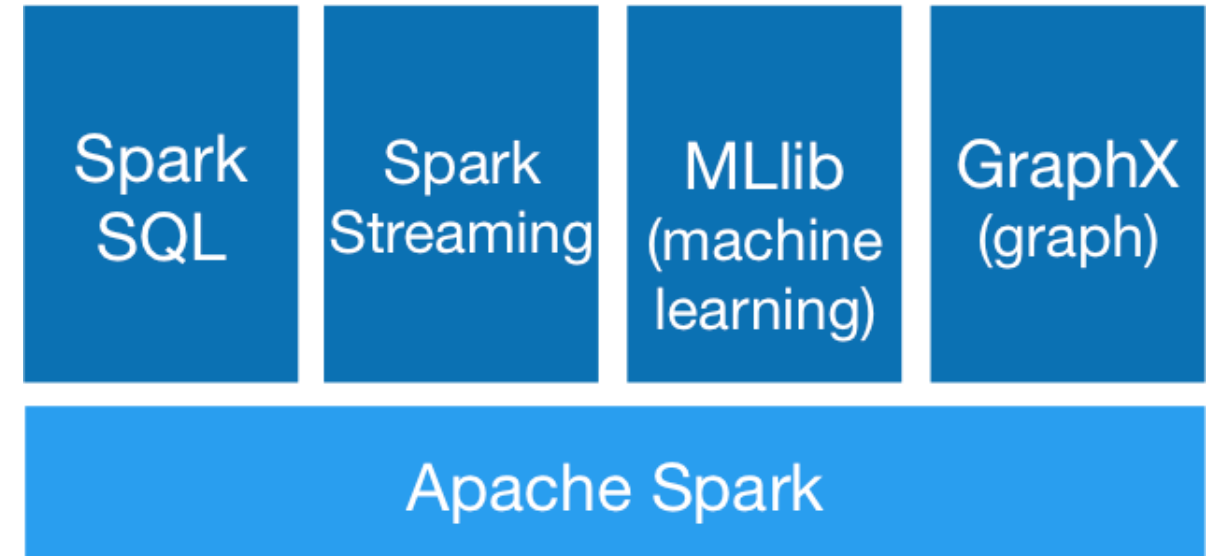 Spark
SQL
Spark
Streaming
MLlib
(machine
learning)
GraphX
(graph)
Apache Spark